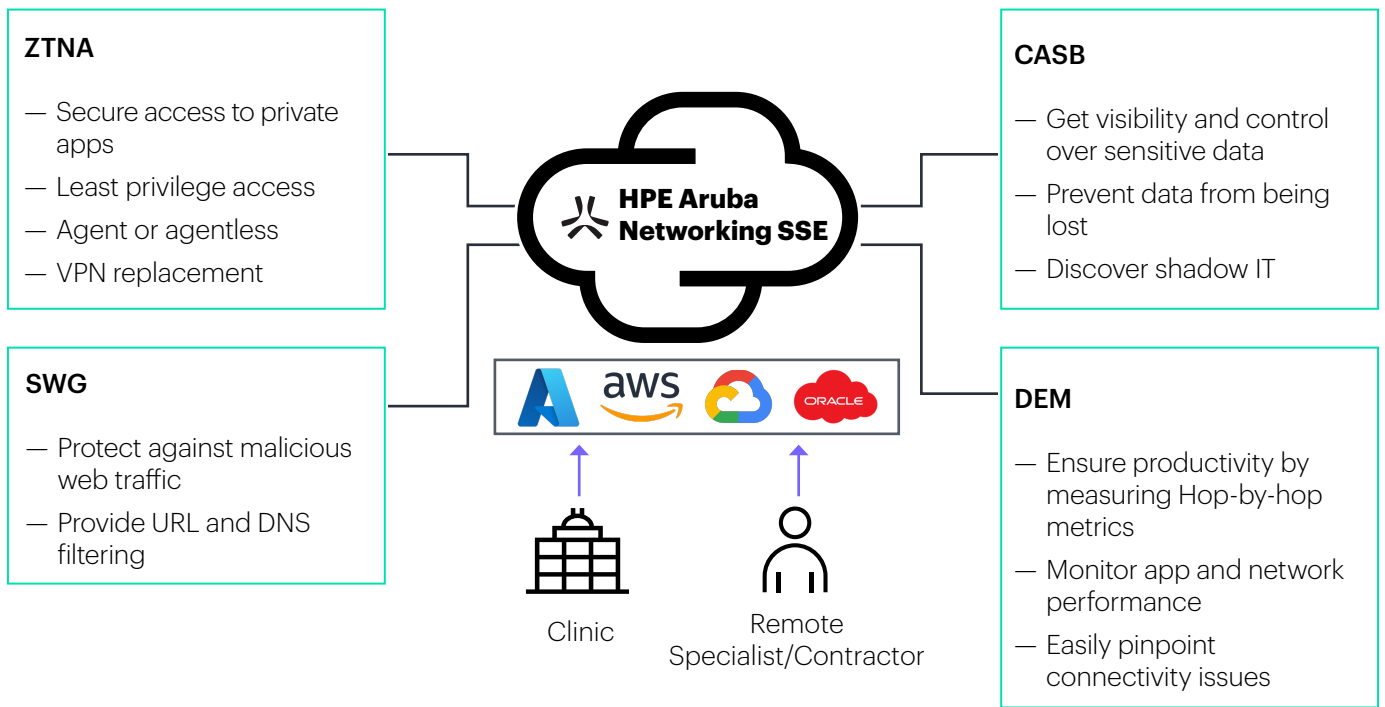 ZTNA
— Secure access to private
apps
— Least privilege access
— Agent or agentless
— VPN replacement
SWG
— Protect against malicious
web traffic
— Provide URL and DNS
filtering
HPE Aruba
Networking SSE
aws
ORACLE
Clinic
Remote
Specialist/Contractor
CASB
— Get visibility and control
over sensitive data
— Prevent data from being
lost
— Discover shadow IT
DEM
— Ensure productivity by
measuring Hop-by-hop
metrics
— Monitor app and network
performance
— Easily pinpoint
connectivity issues